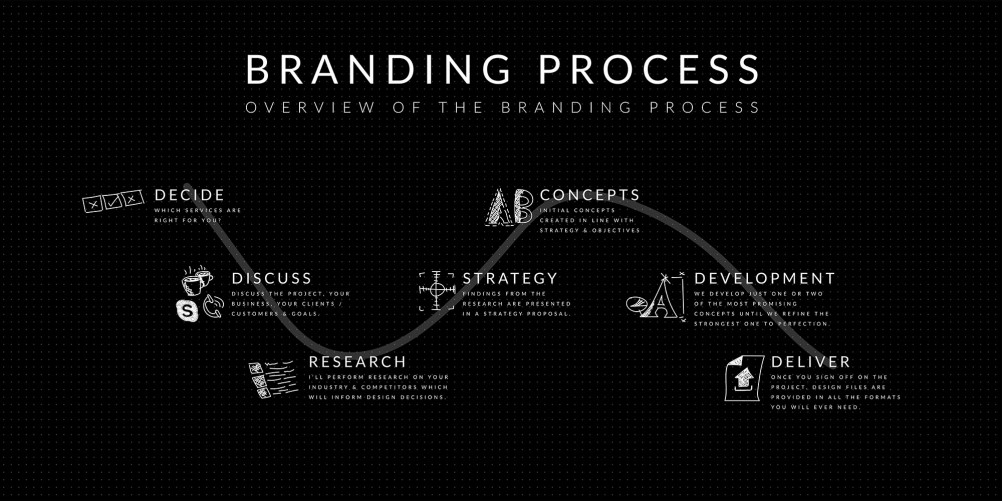 BRANDING PROCESS
OVERVIEW OF THE BRANDING PROCESS
DECIDE
WHICH SERVICES ARE
RIGHT FOR YOU?
DISCUSS
DISCUSS THE PROJECT, YOUR
BUSINESS, YOUR CLIENTS /
CUSTOMERS & GOALS.
S
RESEARCH
I'LL PERFORM RESEARCH ON YOUR
INDUSTRY & COMPETITORS WHICH
WILL INFORM DESIGN DECISIONS.
STRATEGY
FINDINGS FROM THE
RESEARCH ARE PRESENTED
IN A STRATEGY PROPOSAL.
AB
CONCEPTS
INITIAL CONCEPTS
CREATED IN LINE WITH
STRATEGY & OBJECTIVES
A
DEVELOPMENT
WE DEVELOP JUST ONE OR TWO
OF THE MOST PROMISING
CONCEPTS UNTIL WE REFINE THE
STRONGEST ONE TO PERFECTION.
DELIVER
ONCE YOU SIGN OFF ON THE
PROJECT, DESIGN FILES ARE
PROVIDED IN ALL THE FORMATS
YOU WILL EVER NEED.